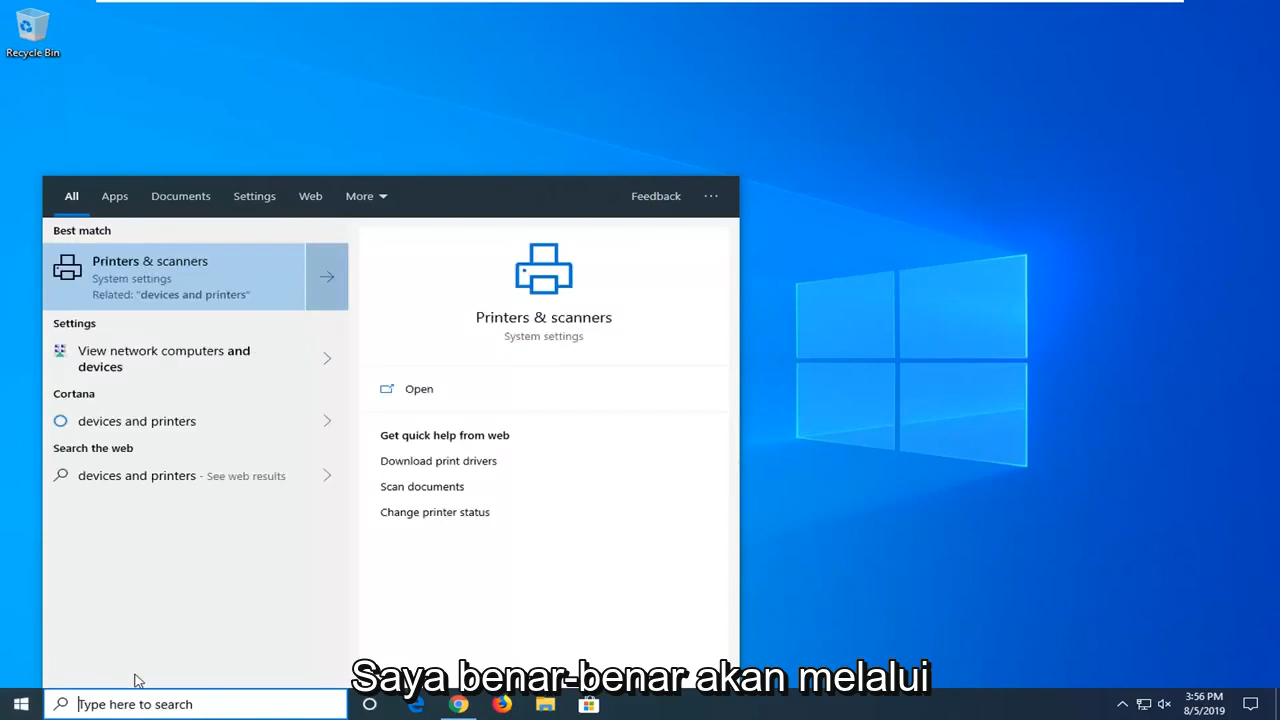 Recycle Bin
All Apps Documents Settings Web More Feedback ...
Best match
Printers & scanners
System settings
Related: "devices and printers"
Settings
View network computers and
devices
Cortana
devices and printers
Search the web
devices and printers - See web results
Printers & scanners
System settings
Open
Get quick help from web
Download print drivers
Scan documents
Change printer status
Saya benar-benar akan melalui
Type here to search
3:56 PM
8/5/2019